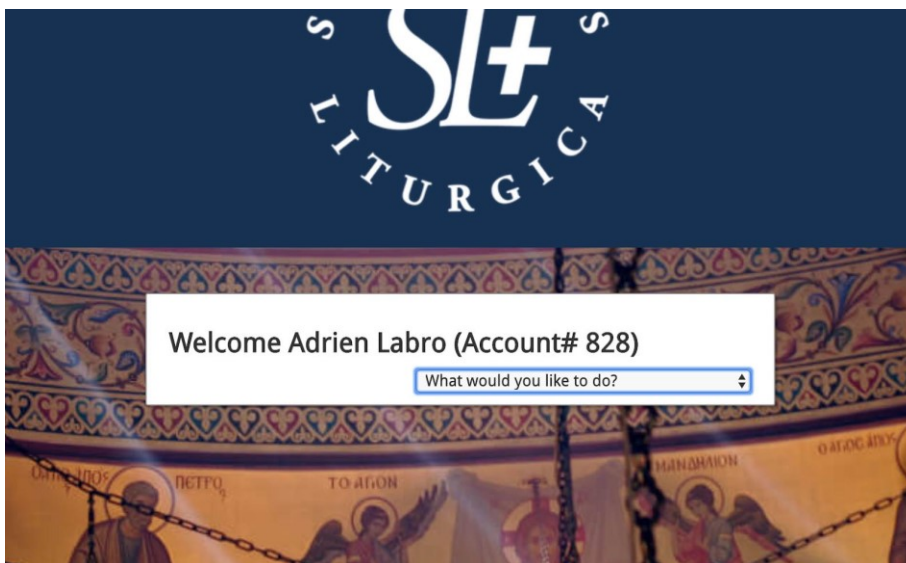 S S
SL+
LITURGICA
Welcome Adrien Labro (Account# 828)
What would you like to do?
ΠΕΤΡΟ
ΤΟ ΑΓΙΟΝ
ΜΑΝΔΗΛΙΟΝ